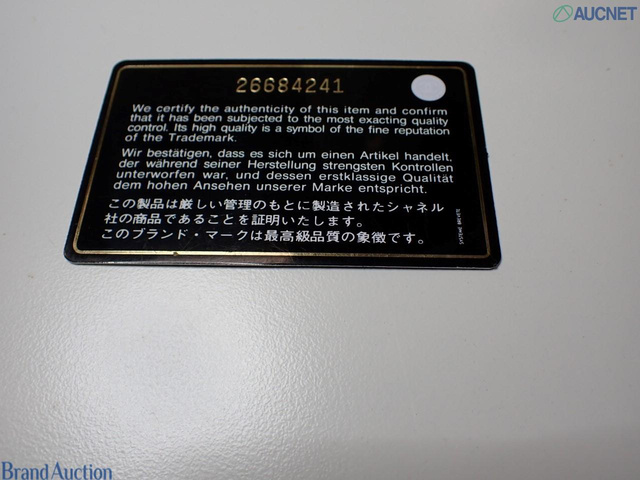 AUCNET
26684241
We certify the authenticity of this item and confirm
that it has been subjected to the most exacting quality
control. Its high quality is a symbol of the fine reputation
of the Trademark.
Wir bestätigen, dass es sich um einen Artikel handelt,
der während seiner Herstellung strengsten Kontrollen
unterworfen war, und dessen erstklassige Qualität
dem hohen Ansehen unserer Marke entspricht.
この製品は厳しい管理のもとに製造されたシャネル
社の商品であることを証明いたします。
このブランド・マークは最高級品質の象徴です。
SYSTEME BREVETE
Brand Auction